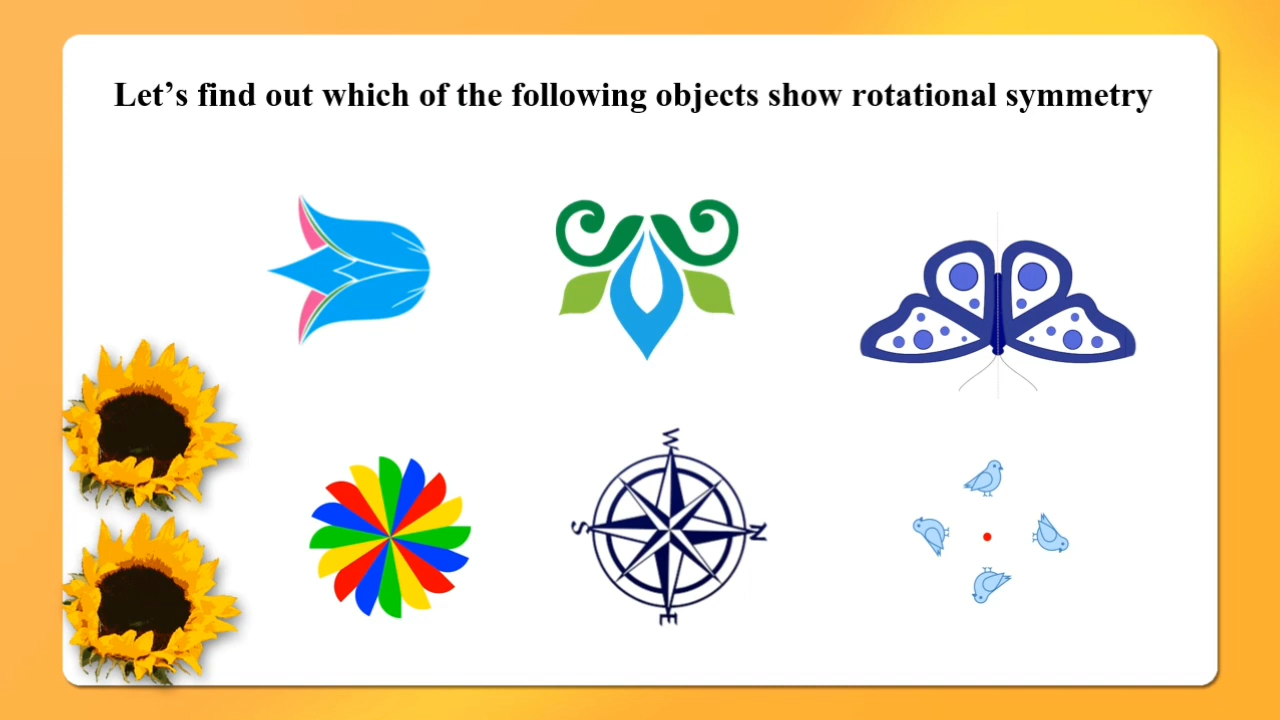 Let’s find out which of the following objects show rotational symmetry
W
S
N
E